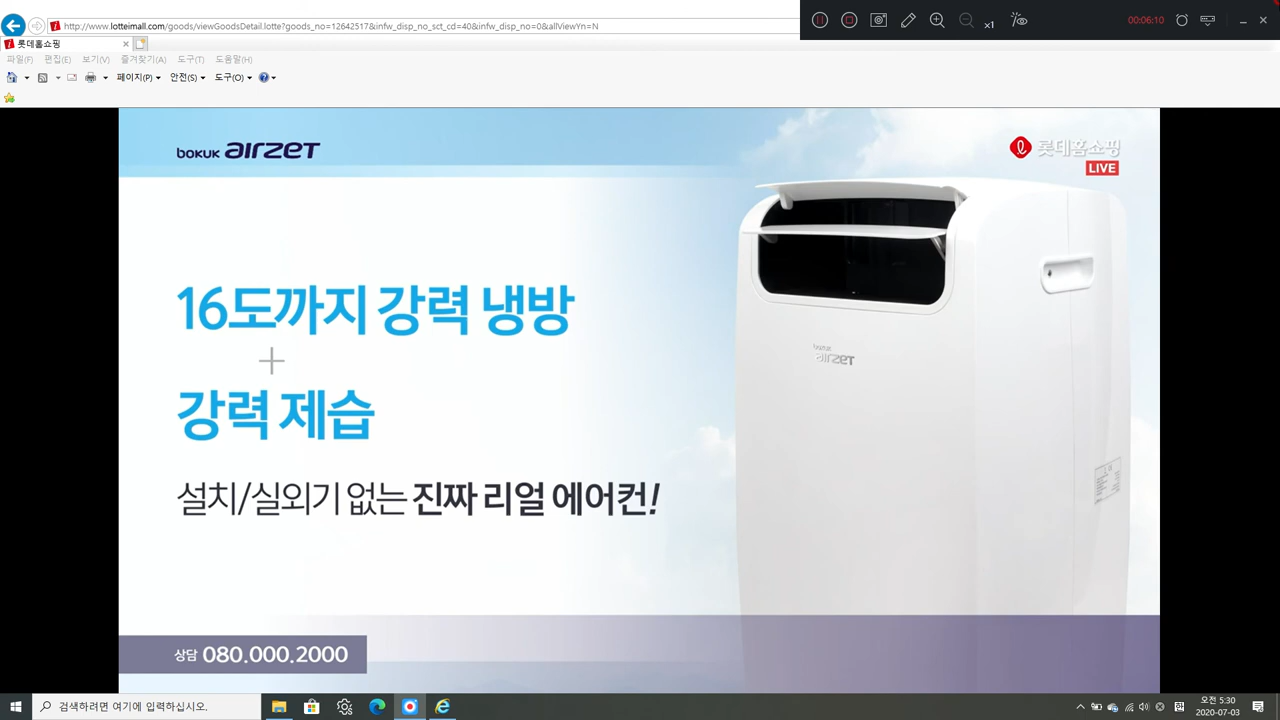 http://www.lotteimall.com/goods/viewGoodsDetail.lotte?goods_no=12642517&infw_disp_no_sct_cd=40&infw_disp_no=0&allViewYn=N
x1
00:06:10
롯데홈쇼핑
파일(F) 편집(E) 보기(V) 즐겨찾기(A) 도구(T) 도움말(H)
페이지(P) 안전(S) 도구(O)
bokuk airzet
롯데홈쇼핑
LIVE
16도까지 강력 냉방
+
강력 제습
설치/실외기 없는 진짜 리얼 에어컨!
bokuk
airzet
상담 080.000.2000
검색하려면 여기에 입력하십시오.
오전 5:30
2020-07-03